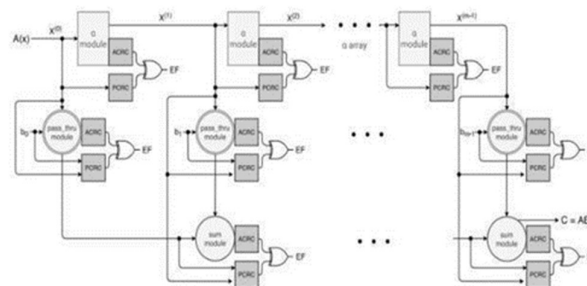 X(0) X(1) X(2) X(m-1)
A(x) α module α module α array α module
ACRC ACRC ACRC
EF EF EF
PCRC PCRC PCRC
b0 pass_thru module ACRC b1 pass_thru module ACRC bm-1 pass_thru module ACRC
EF EF EF
PCRC PCRC PCRC
C = AB
sum module ACRC sum module ACRC
EF
PCRC PCRC